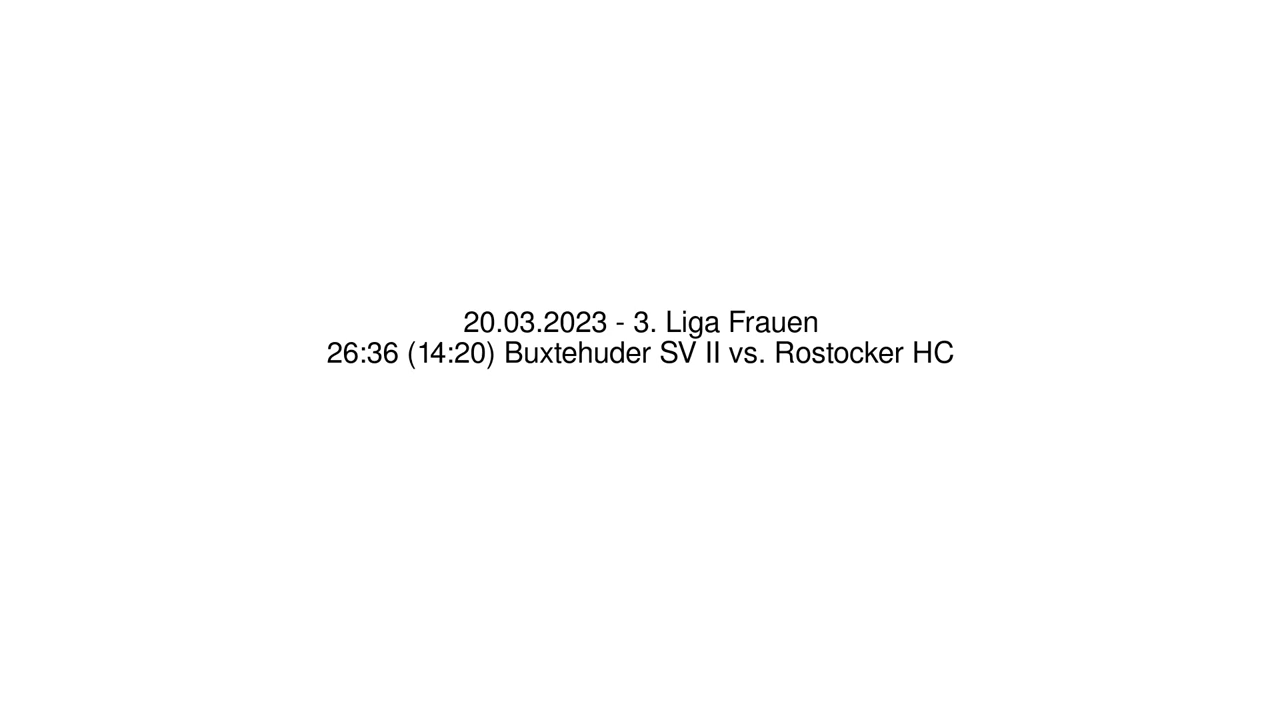 20.03.2023 - 3. Liga Frauen
26:36 (14:20) Buxtehuder SV II vs. Rostocker HC